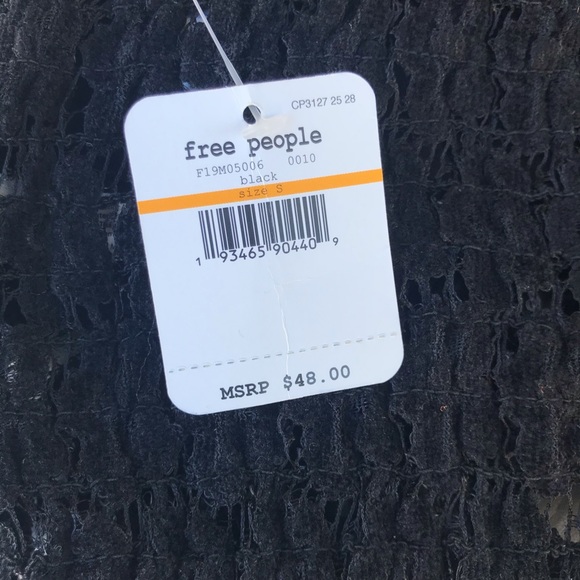 CP3127 25 28
free people
F19M05006 0010
black
size S
1 93465 90440 9
MSRP $48.00